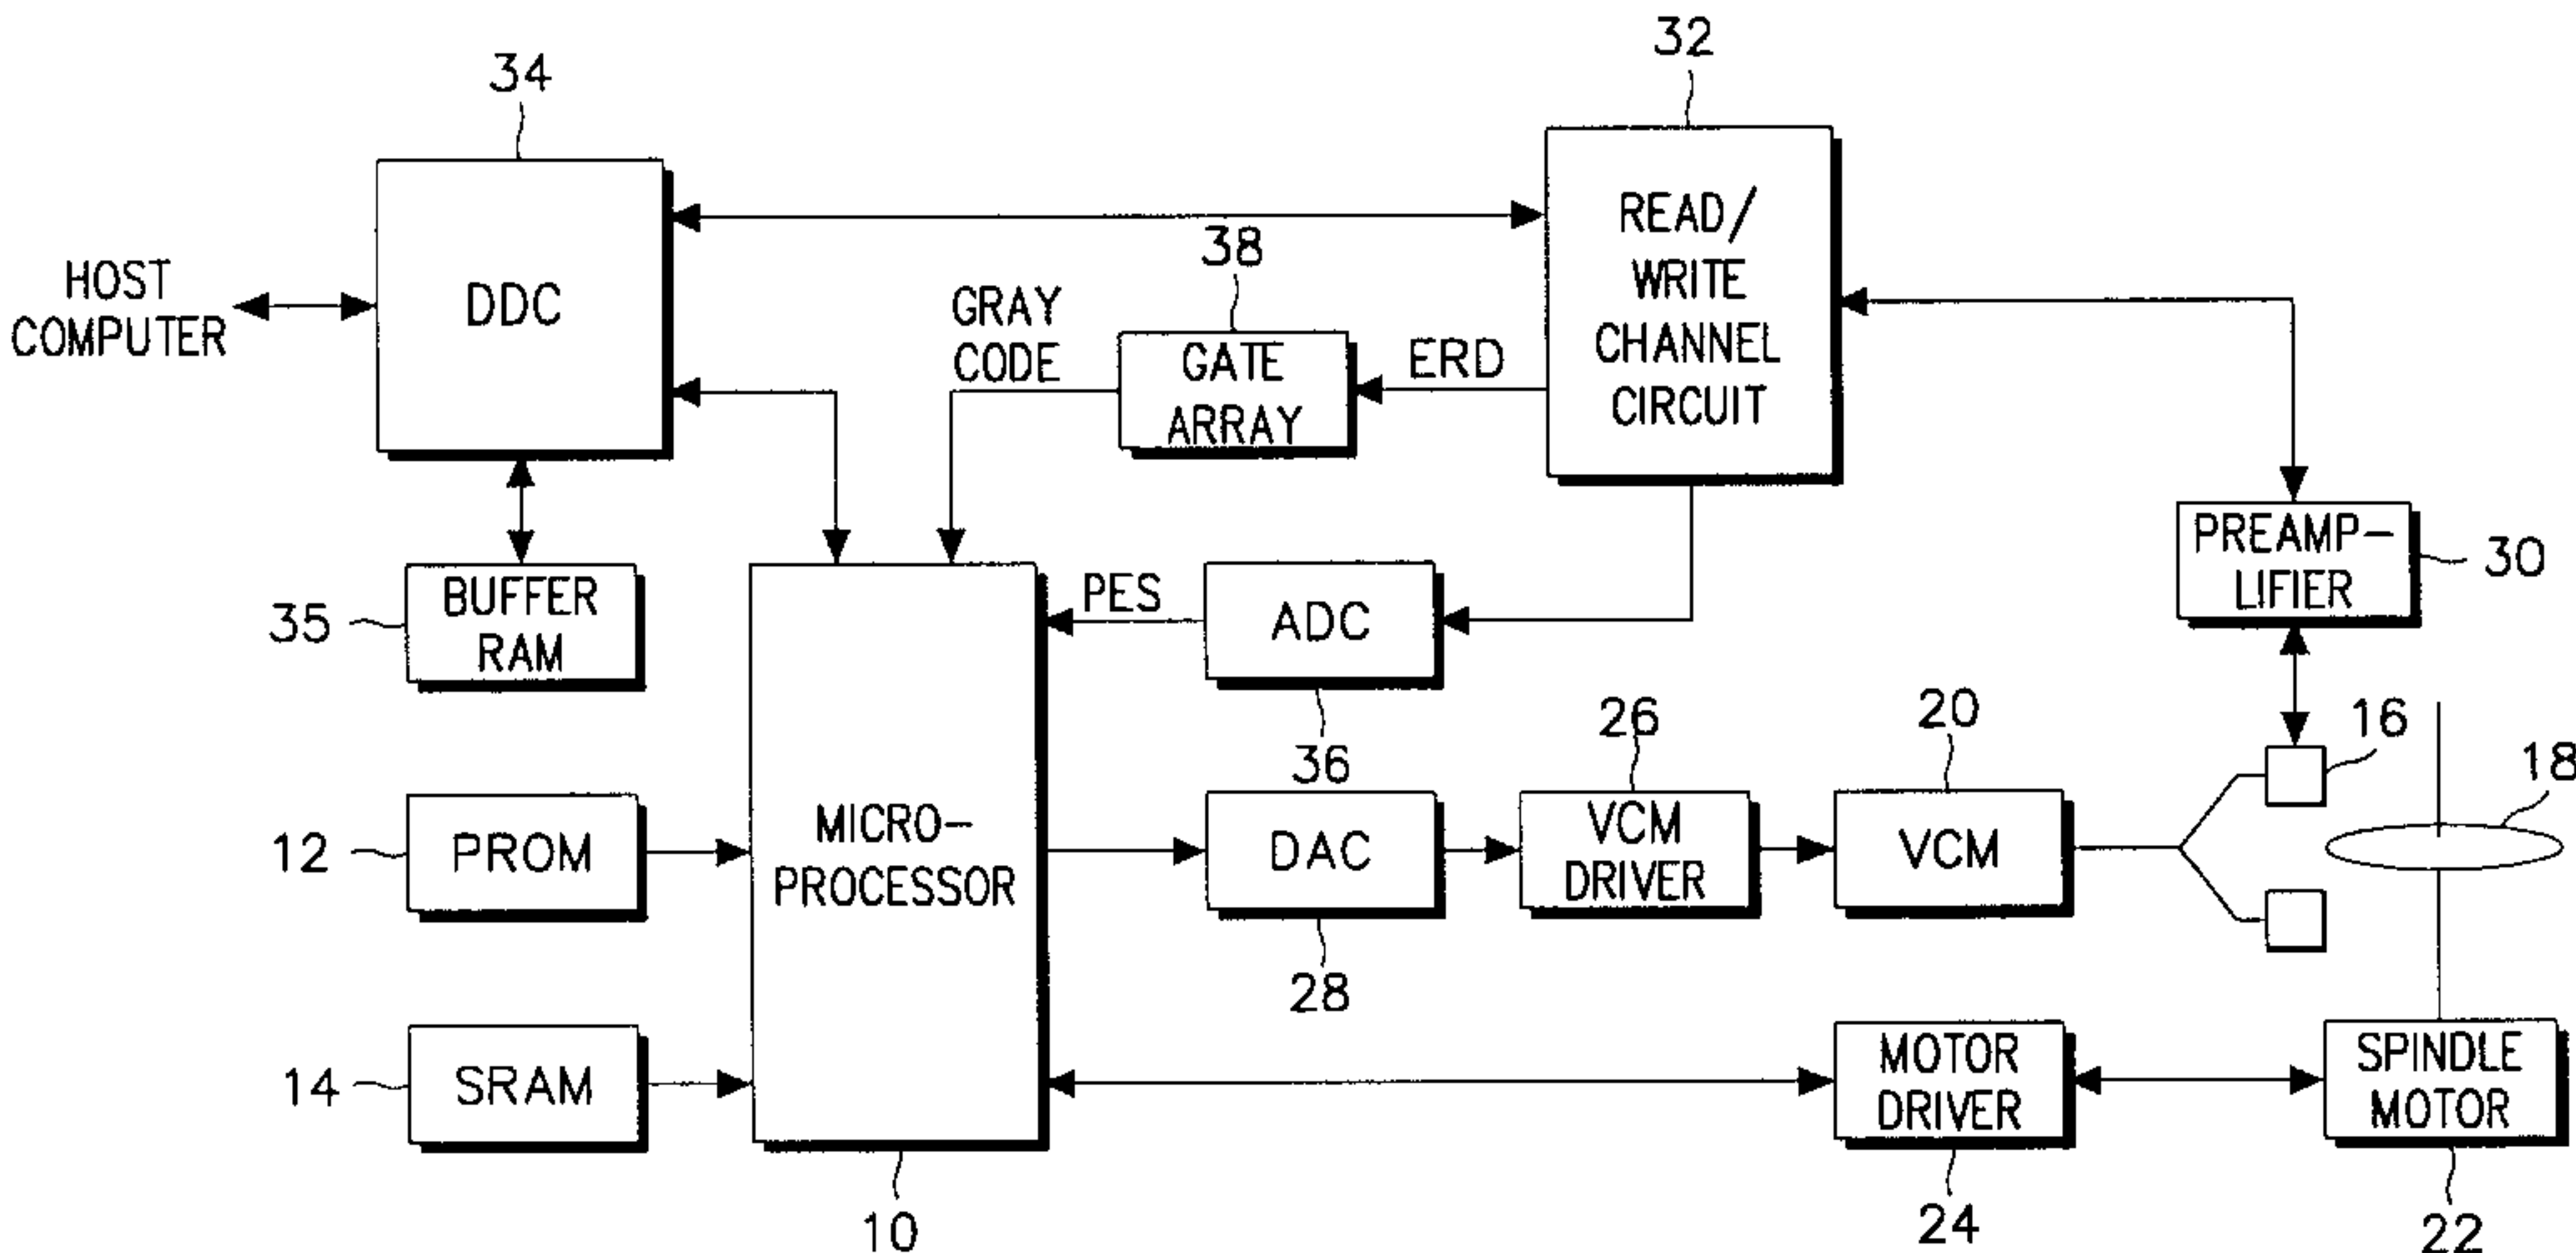 34
32
HOST
COMPUTER
DDC
READ/
WRITE
CHANNEL
CIRCUIT
38
GRAY
CODE
GATE
ARRAY
ERD
PREAMP-
LIFIER
30
35
BUFFER
RAM
PES
ADC
36
26
20
16
18
12
PROM
MICRO-
PROCESSOR
DAC
VCM
DRIVER
VCM
28
14
SRAM
MOTOR
DRIVER
SPINDLE
MOTOR
10
24
22